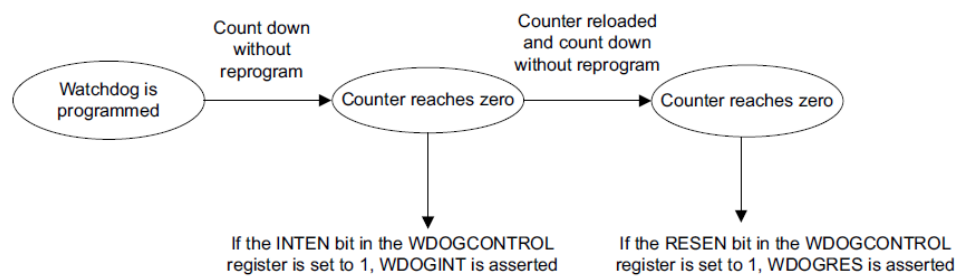 Count down
without
reprogram
Counter reloaded
and count down
without reprogram
Watchdog is
programmed
Counter reaches zero
Counter reaches zero
If the INTEN bit in the WDOGCONTROL
register is set to 1, WDOGINT is asserted
If the RESEN bit in the WDOGCONTROL
register is set to 1, WDOGRES is asserted